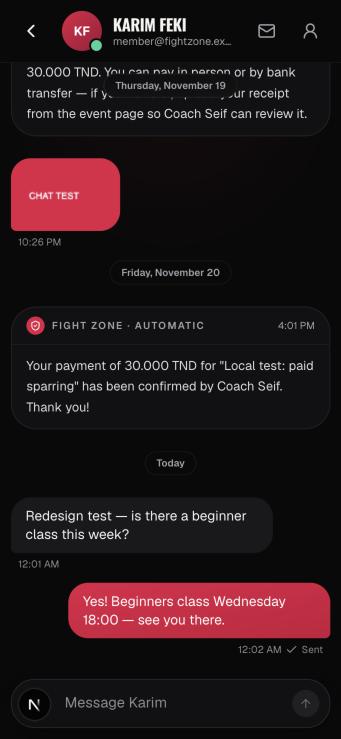 KF
KARIM FEKI
member@fightzone.ex...
30.000 TND. You can pay in person or by bank
Thursday, November 19
transfer — if your receipt
from the event page so Coach Seif can review it.
CHAT TEST
10:26 PM
Friday, November 20
FIGHT ZONE · AUTOMATIC
4:01 PM
Your payment of 30.000 TND for "Local test: paid
sparring" has been confirmed by Coach Seif.
Thank you!
Today
Redesign test — is there a beginner
class this week?
12:01 AM
Yes! Beginners class Wednesday
18:00 — see you there.
12:02 AM ✓ Sent
N
Message Karim